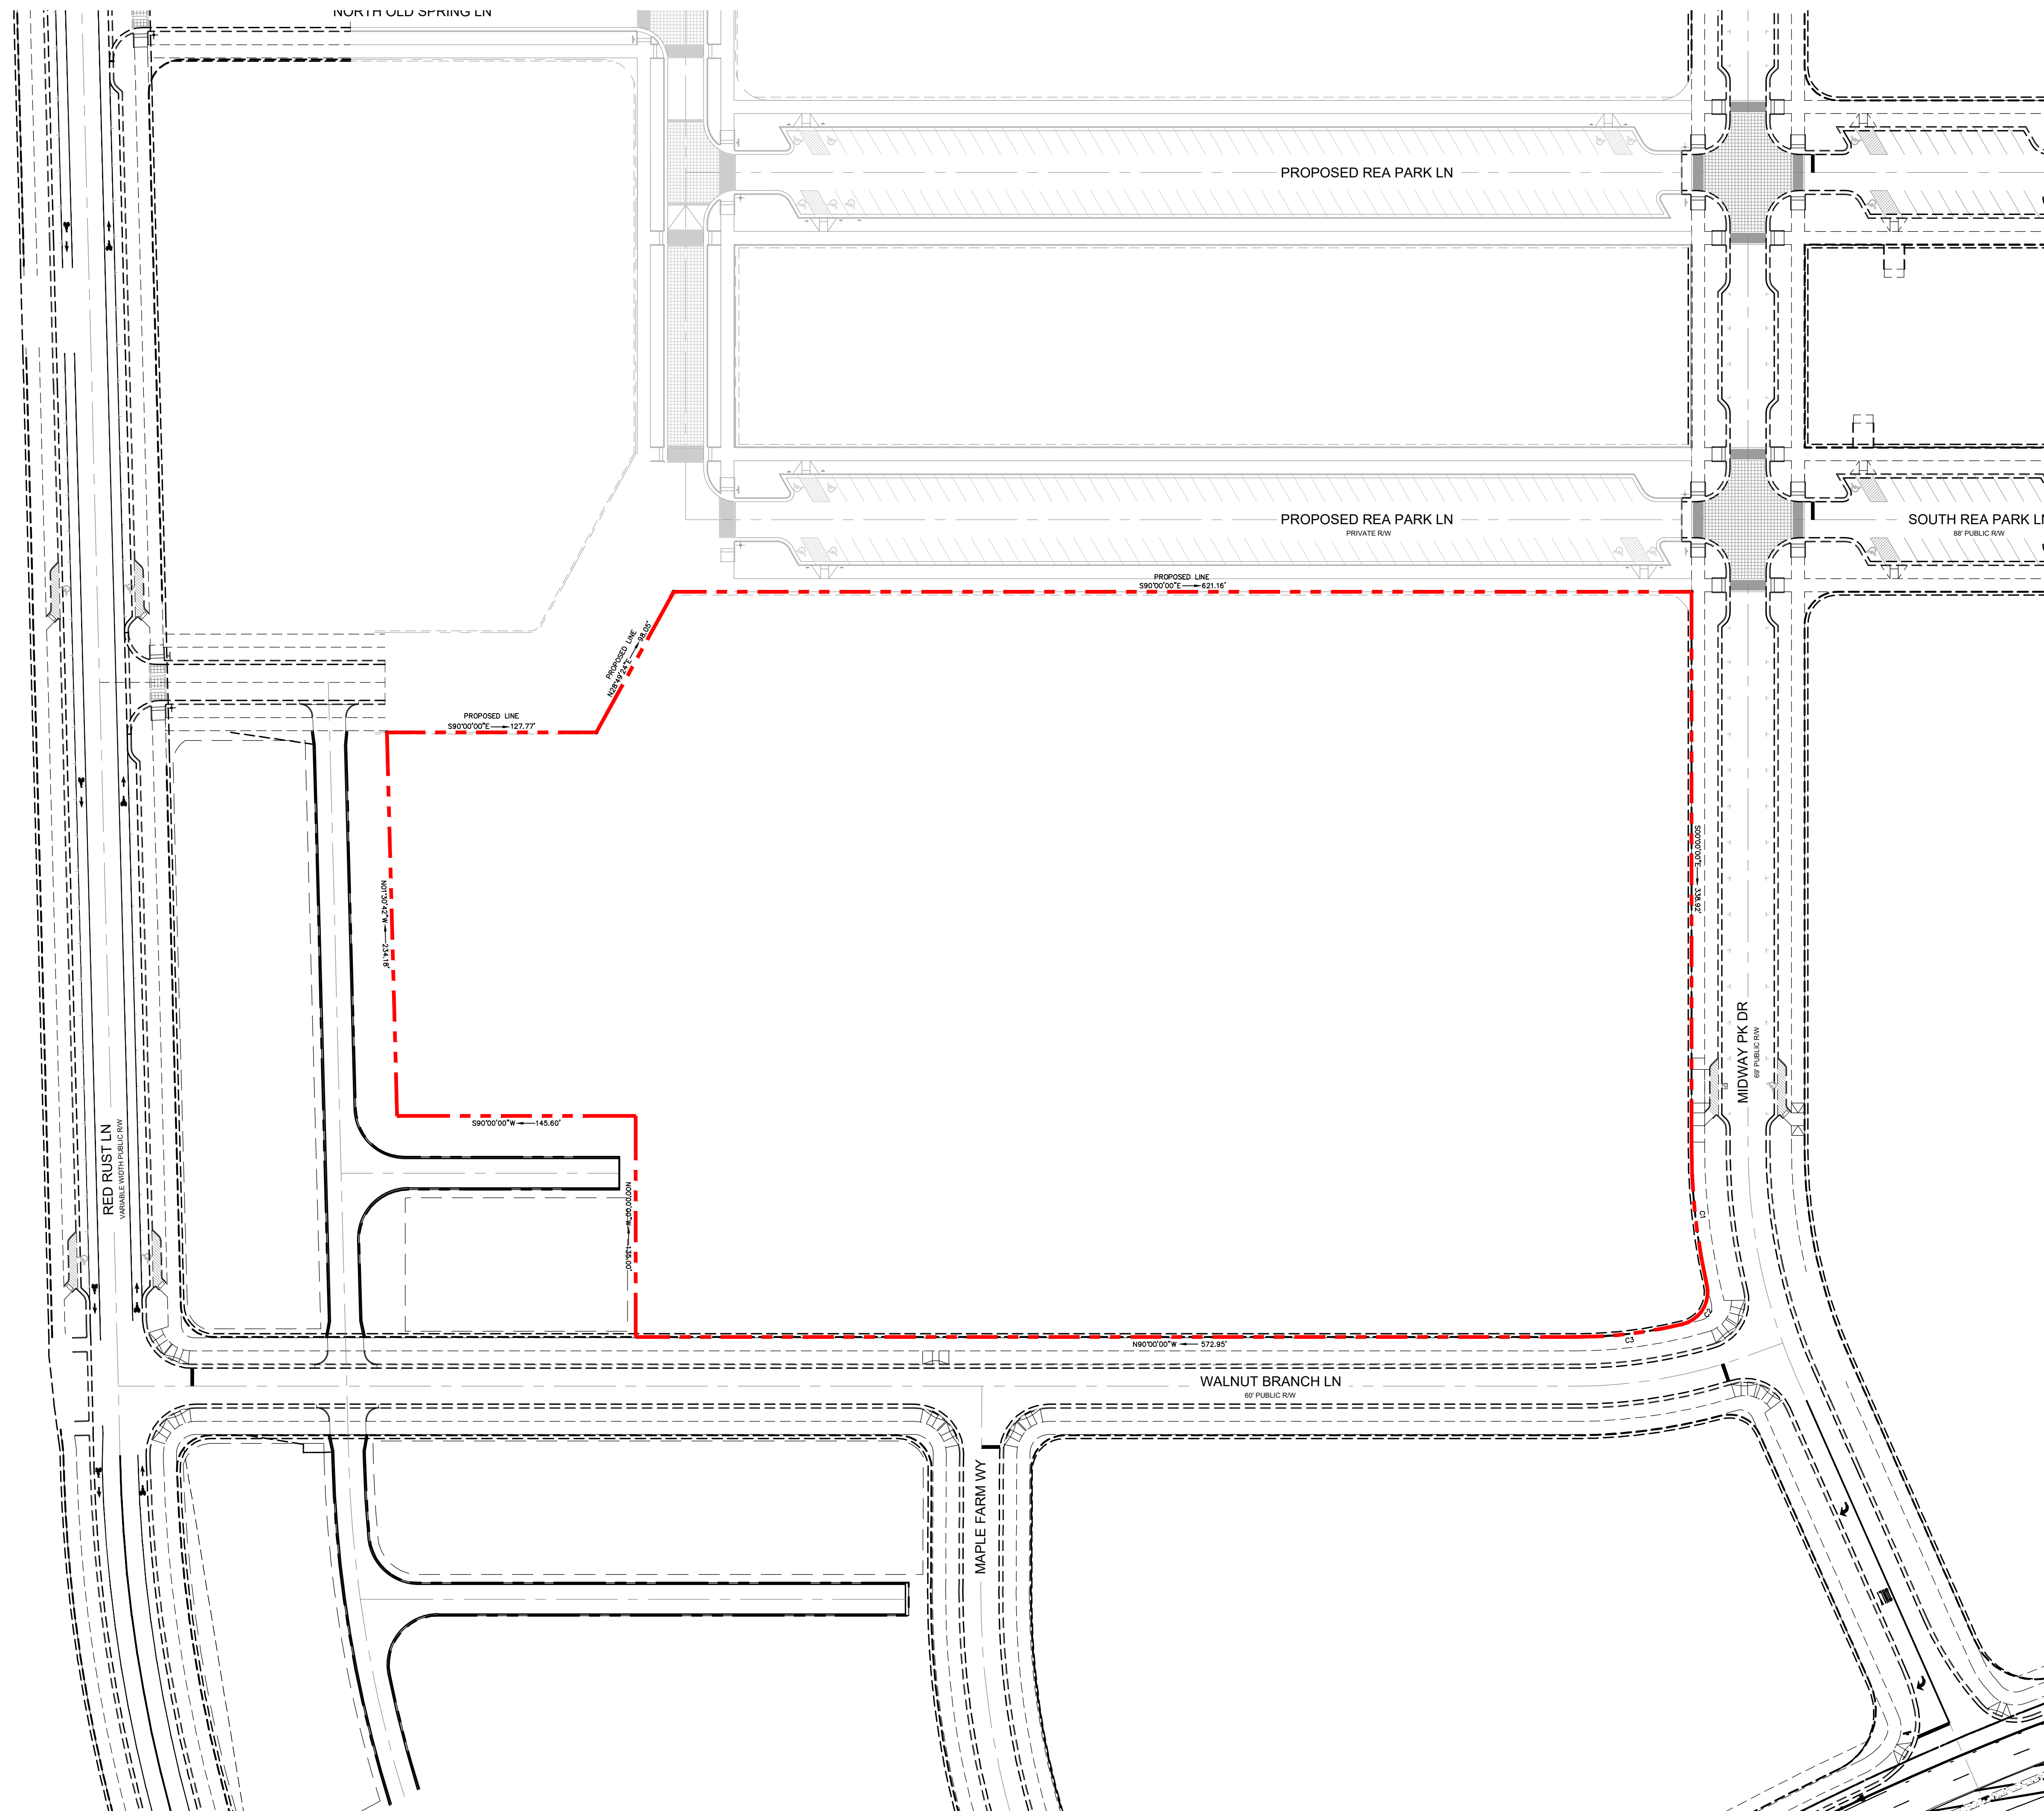 NORTH OLD SPRING LN
PROPOSED REA PARK LN
PROPOSED REA PARK LN
PRIVATE R/W
SOUTH REA PARK LN
88' PUBLIC R/W
PROPOSED LINE
S90°00'00"E 621.16'
PROPOSED LINE
N28°49'24"E 98.05'
PROPOSED LINE
S90°00'00"E 127.77'
S00°00'00"E 338.92'
N01°30'42"W 234.18'
MIDWAY PK DR
69' PUBLIC R/W
S90°00'00"W 145.60'
RED RUST LN
VARIABLE WIDTH PUBLIC R/W
N00°00'00"W 135.00'
C1
C2
C3
N90°00'00"W 572.95'
WALNUT BRANCH LN
60' PUBLIC R/W
MAPLE FARM WY